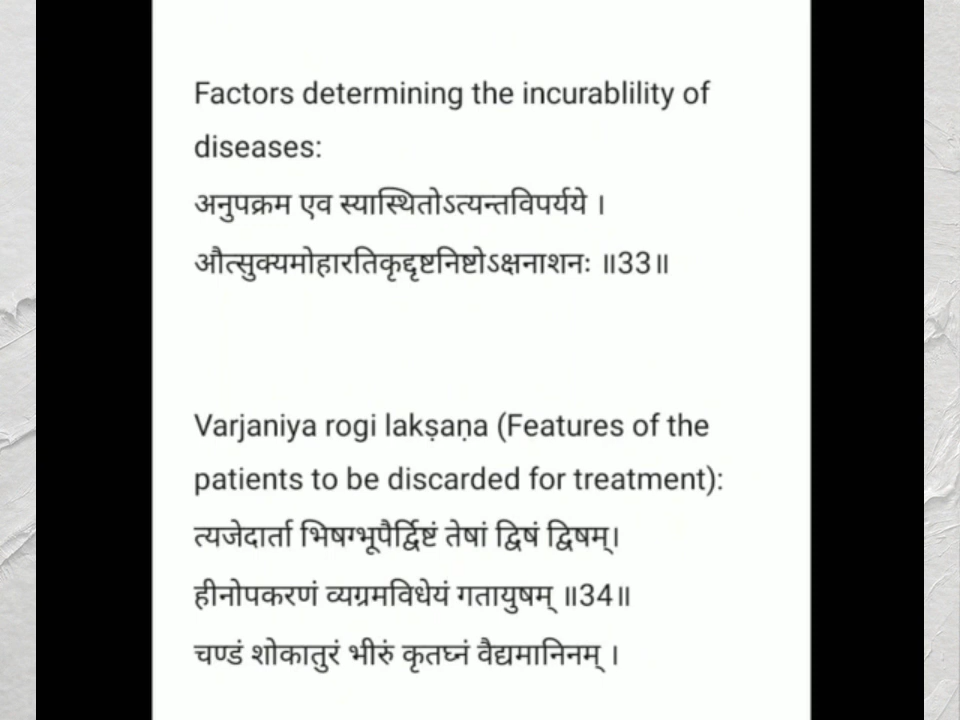 Factors determining the incurablility of
diseases:
अनुपक्रम एव स्यास्थितोऽत्यन्तविपर्यये ।
औत्सुक्यमोहारतिकृद्दृष्टनिष्टोऽक्षनाशनः ॥33॥
Varjaniya rogi lakṣaṇa (Features of the
patients to be discarded for treatment):
त्यजेदार्ता भिषग्भूपैर्द्विष्टं तेषां द्विषं द्विषम्।
हीनोपकरणं व्यग्रमविधेयं गतायुषम् ॥34॥
चण्डं शोकातुरं भीरुं कृतघ्नं वैद्यमानिनम् ।